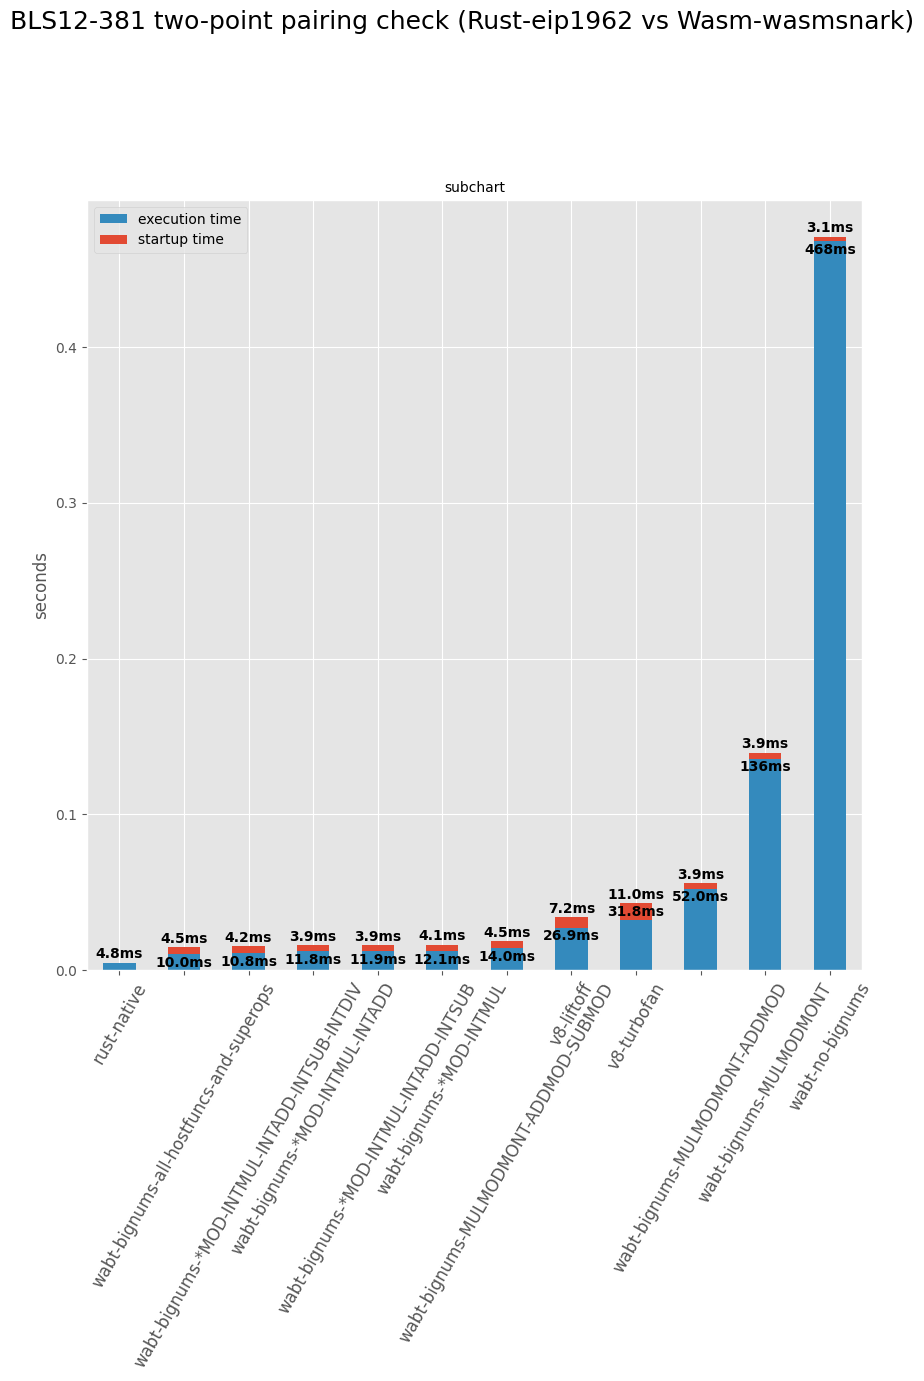 BLS12-381 two-point pairing check (Rust-eip1962 vs Wasm-wasmsnark)
subchart
execution time
startup time
seconds
0.4
0.3
0.2
0.1
0.0
4.8ms
4.5ms
10.0ms
4.2ms
10.8ms
3.9ms
11.8ms
3.9ms
11.9ms
4.1ms
12.1ms
4.5ms
14.0ms
7.2ms
26.9ms
11.0ms
31.8ms
3.9ms
52.0ms
3.9ms
136ms
3.1ms
468ms
rust-native
wabt-bignums-all-hostfuncs-and-superops
wabt-bignums-*MOD-INTMUL-INTADD-INTSUB-INTDIV
wabt-bignums-*MOD-INTMUL-INTADD
wabt-bignums-*MOD-INTMUL-INTADD-INTSUB
wabt-bignums-*MOD-INTMUL
wabt-bignums-MULMODMONT-ADDMOD-SUBMOD
v8-liftoff
v8-turbofan
wabt-bignums-MULMODMONT-ADDMOD
wabt-bignums-MULMODMONT
wabt-no-bignums